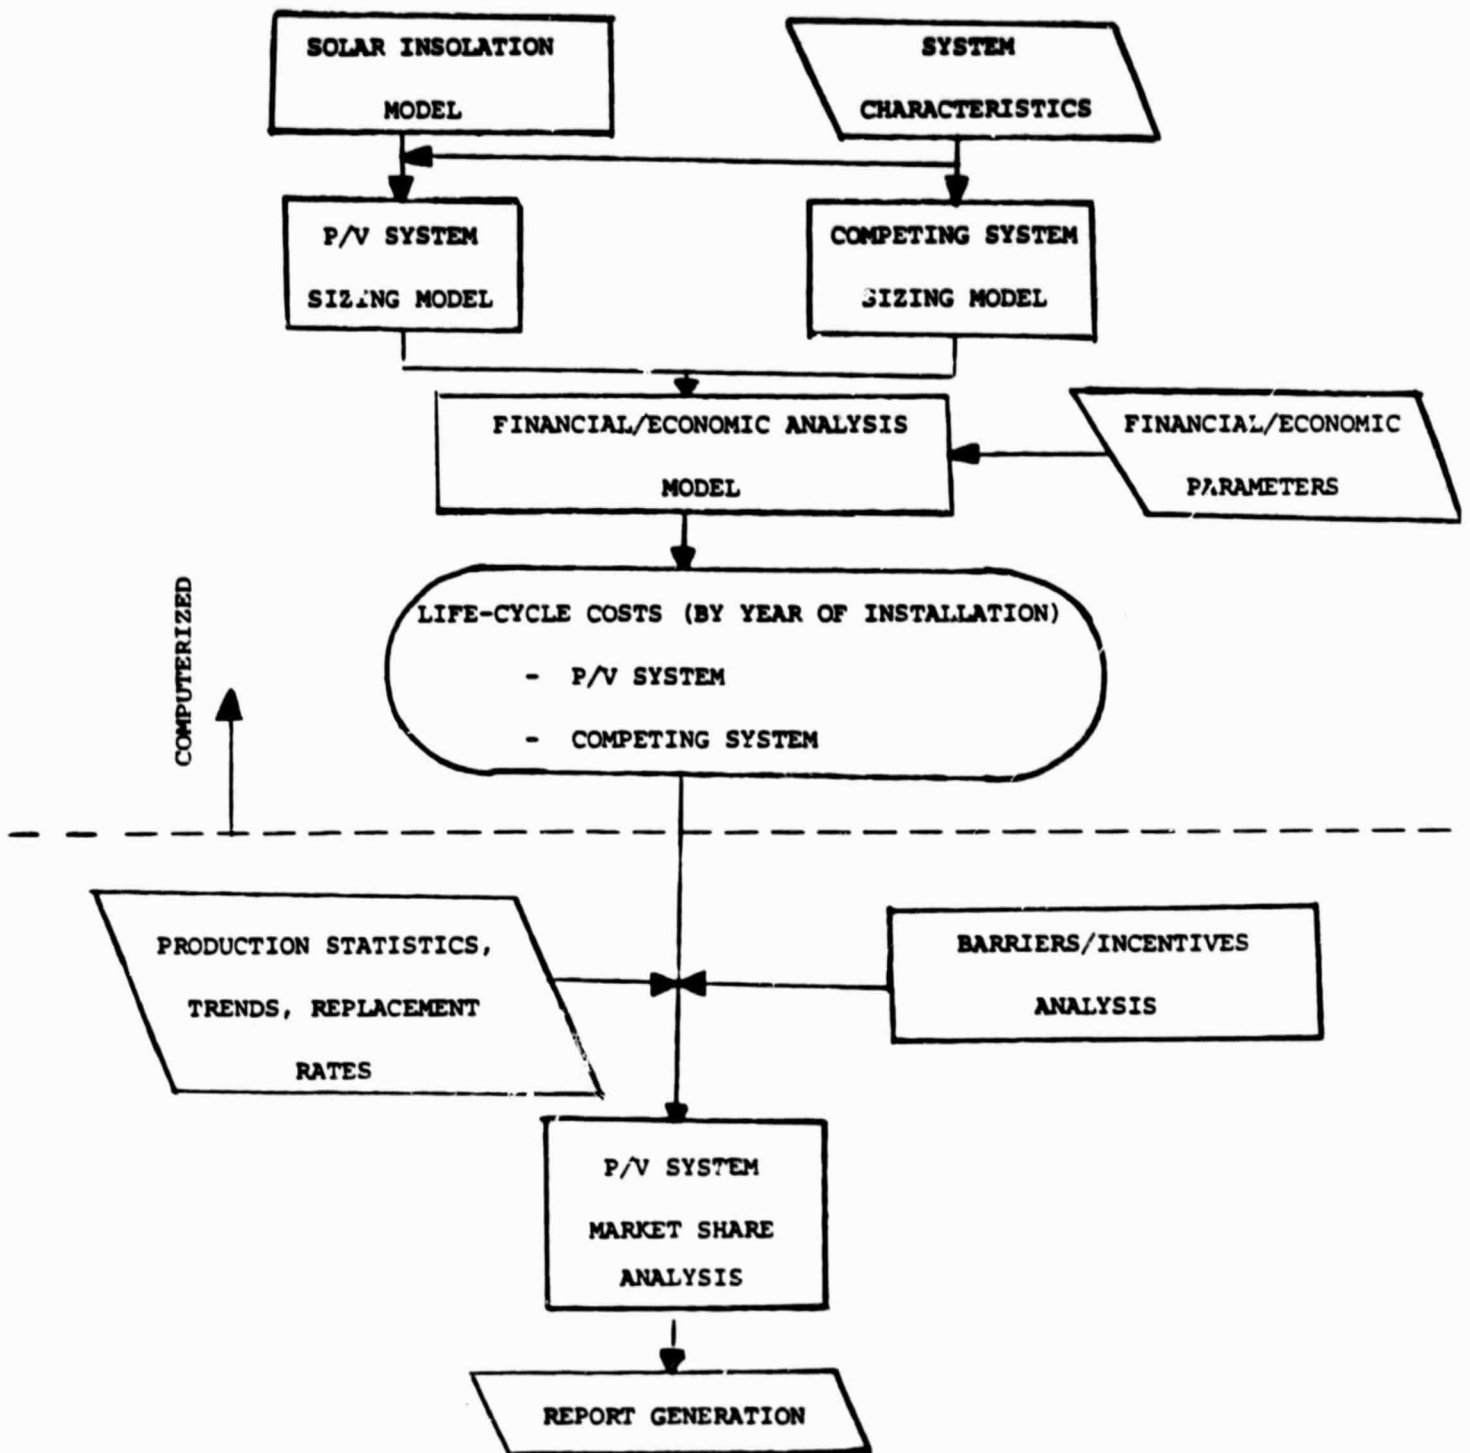 SOLAR INSOLATION
MODEL
SYSTEM
CHARACTERISTICS
P/V SYSTEM
SIZING MODEL
COMPETING SYSTEM
SIZING MODEL
FINANCIAL/ECONOMIC ANALYSIS
MODEL
FINANCIAL/ECONOMIC
PARAMETERS
LIFE-CYCLE COSTS (BY YEAR OF INSTALLATION)
- P/V SYSTEM
- COMPETING SYSTEM
COMPUTERIZED
PRODUCTION STATISTICS,
TRENDS, REPLACEMENT
RATES
BARRIERS/INCENTIVES
ANALYSIS
P/V SYSTEM
MARKET SHARE
ANALYSIS
REPORT GENERATION